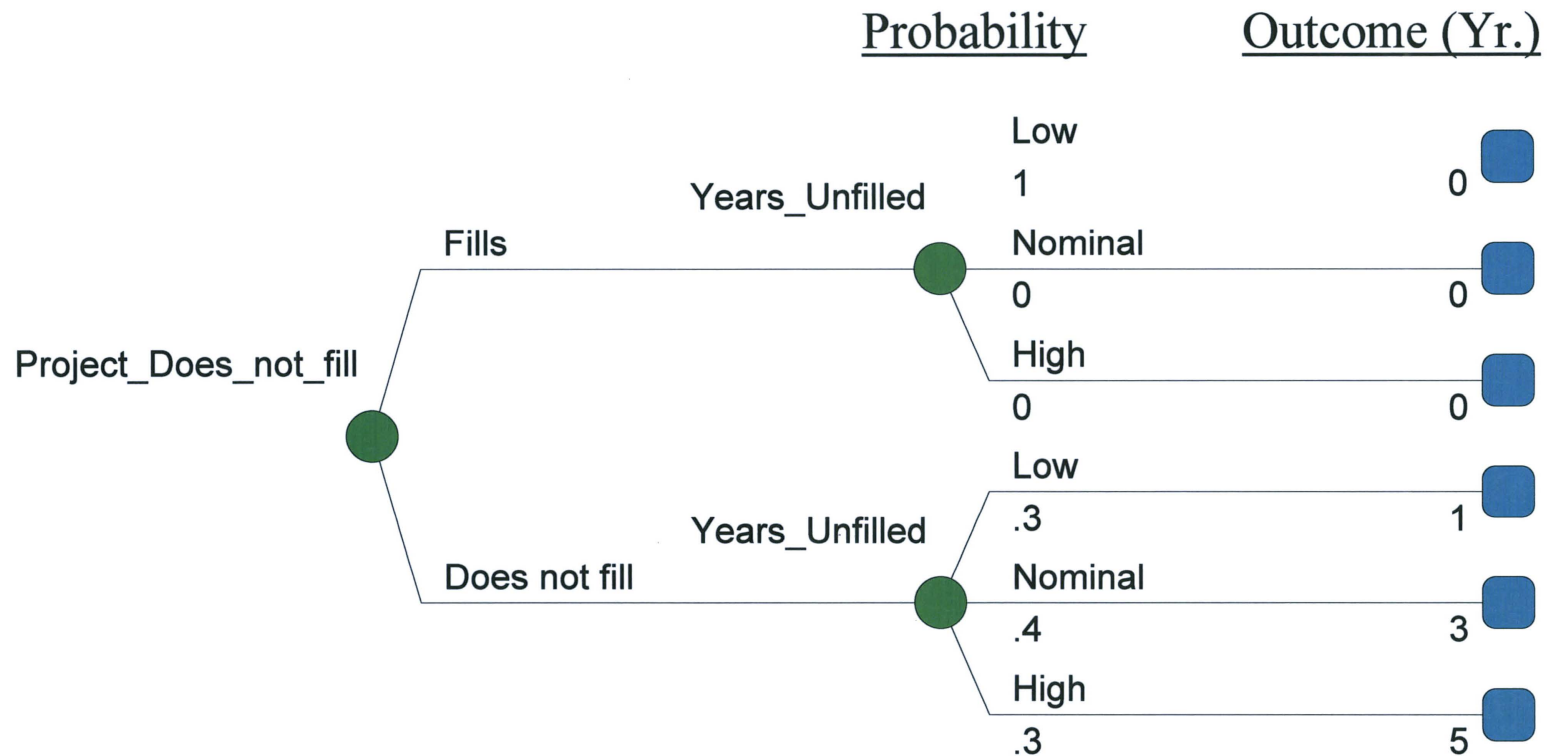 Probability Outcome (Yr.)
Low
1 0
Years_Unfilled
Fills
Nominal
0 0
High
0 0
Project_Does_not_fill
Low
.3 1
Years_Unfilled
Does not fill
Nominal
.4 3
High
.3 5